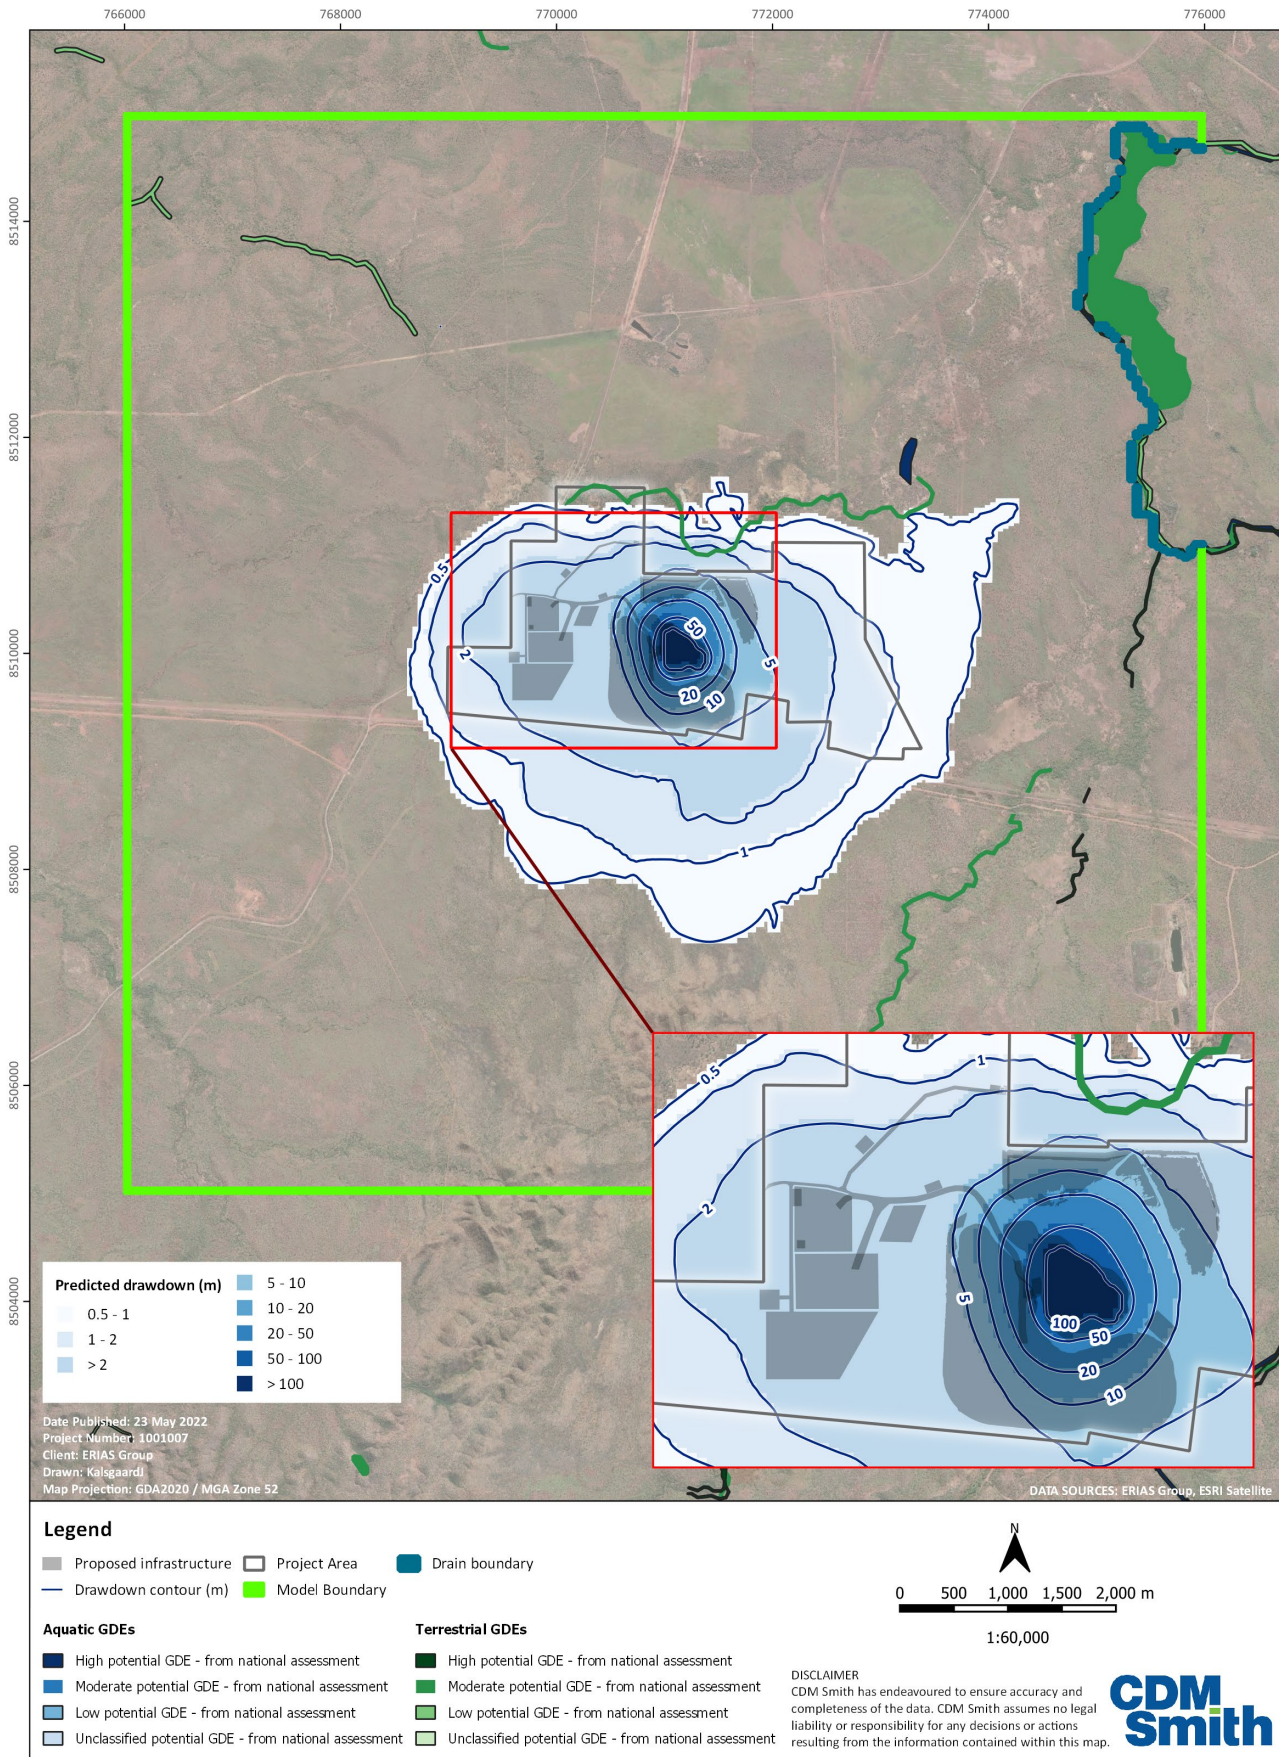 766000 768000 770000 772000 774000 776000
8514000
8512000
8510000
8508000
8506000
8504000
0.5
50
2
5
20
10
1
0.5
1
2
5
100
50
20
10
Predicted drawdown (m)
0.5 - 1
1 - 2
> 2
5 - 10
10 - 20
20 - 50
50 - 100
> 100
Date Published: 23 May 2022
Project Number: 1001007
Client: ERIAS Group
Drawn: KalsgaardJ
Map Projection: GDA2020 / MGA Zone 52
DATA SOURCES: ERIAS Group, ESRI Satellite
Legend
Proposed infrastructure
Project Area
Drain boundary
Drawdown contour (m)
Model Boundary
Aquatic GDEs
High potential GDE - from national assessment
Moderate potential GDE - from national assessment
Low potential GDE - from national assessment
Unclassified potential GDE - from national assessment
Terrestrial GDEs
High potential GDE - from national assessment
Moderate potential GDE - from national assessment
Low potential GDE - from national assessment
Unclassified potential GDE - from national assessment
N
0 500 1,000 1,500 2,000 m
1:60,000
DISCLAIMER
CDM Smith has endeavoured to ensure accuracy and
completeness of the data. CDM Smith assumes no legal
liability or responsibility for any decisions or actions
resulting from the information contained within this map.
CDM
Smith